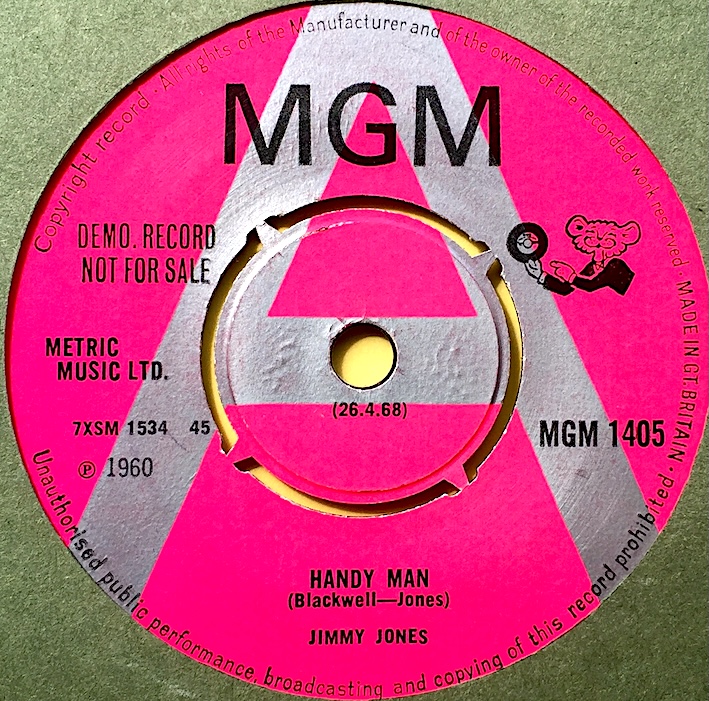 Copyright record · All rights of the Manufacturer and of the owner of the recorded work reserved · MADE IN GT. BRITAIN ·
MGM
DEMO. RECORD
NOT FOR SALE
METRIC
MUSIC LTD.
(26.4.68)
7XSM 1534 45
MGM 1405
℗ 1960
HANDY MAN
(Blackwell—Jones)
JIMMY JONES
Unauthorised public performance, broadcasting and copying of this record prohibited ·